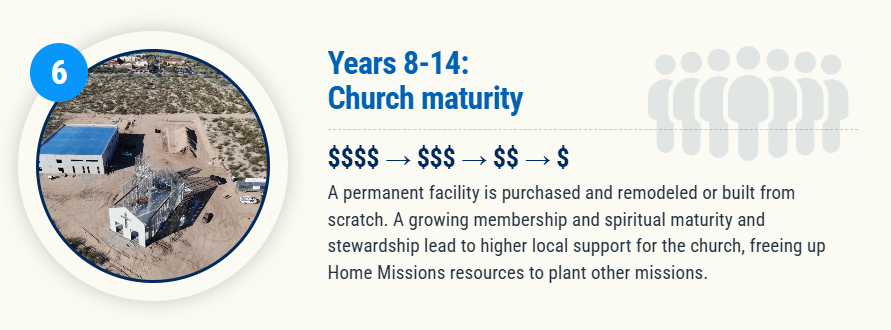 6
Years 8-14:
Church maturity
$$$$ → $$$ → $$ → $
A permanent facility is purchased and remodeled or built from
scratch. A growing membership and spiritual maturity and
stewardship lead to higher local support for the church, freeing up
Home Missions resources to plant other missions.